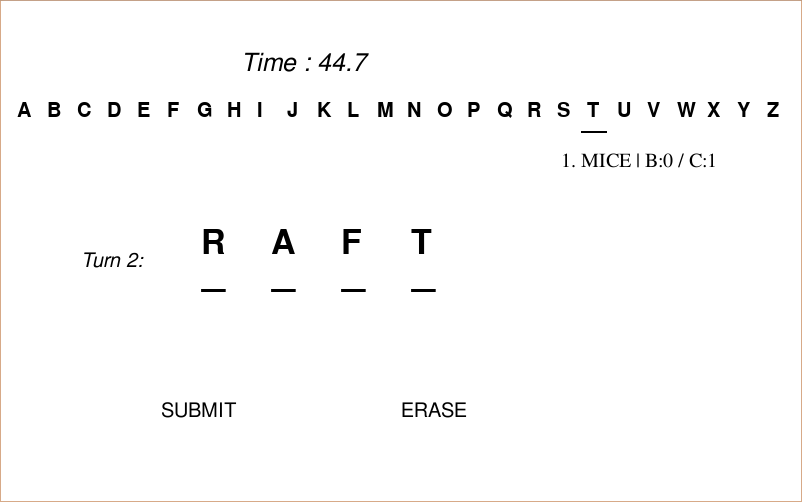 Time : 44.7
A B C D E F G H I J K L M N O P Q R S T U V W X Y Z
1. MICE | B:0 / C:1
Turn 2: R A F T
SUBMIT ERASE